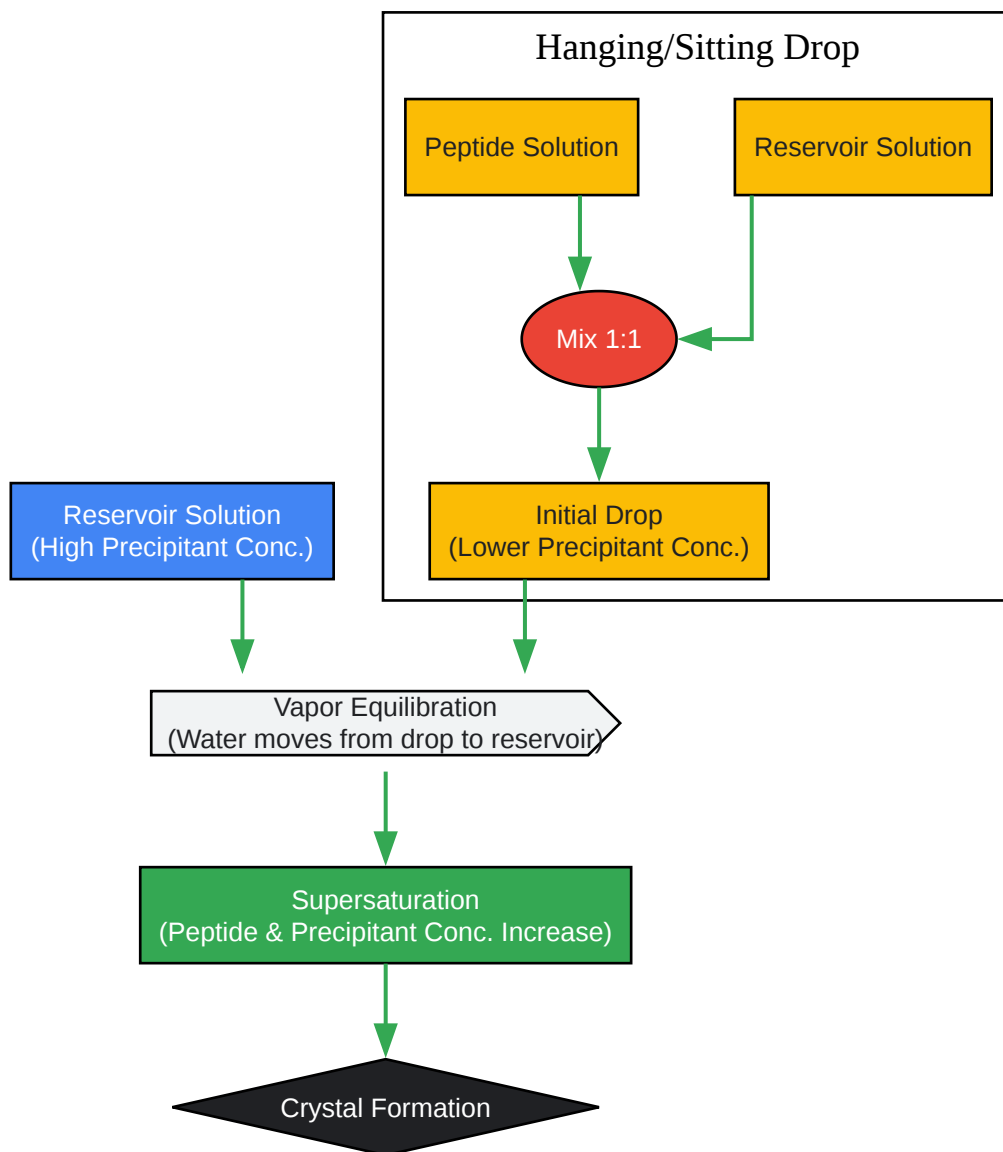 Hanging/Sitting Drop
Peptide Solution
Reservoir Solution
Mix 1:1
Reservoir Solution
(High Precipitant Conc.)
Initial Drop
(Lower Precipitant Conc.)
Vapor Equilibration
(Water moves from drop to reservoir)
Supersaturation
(Peptide & Precipitant Conc. Increase)
Crystal Formation